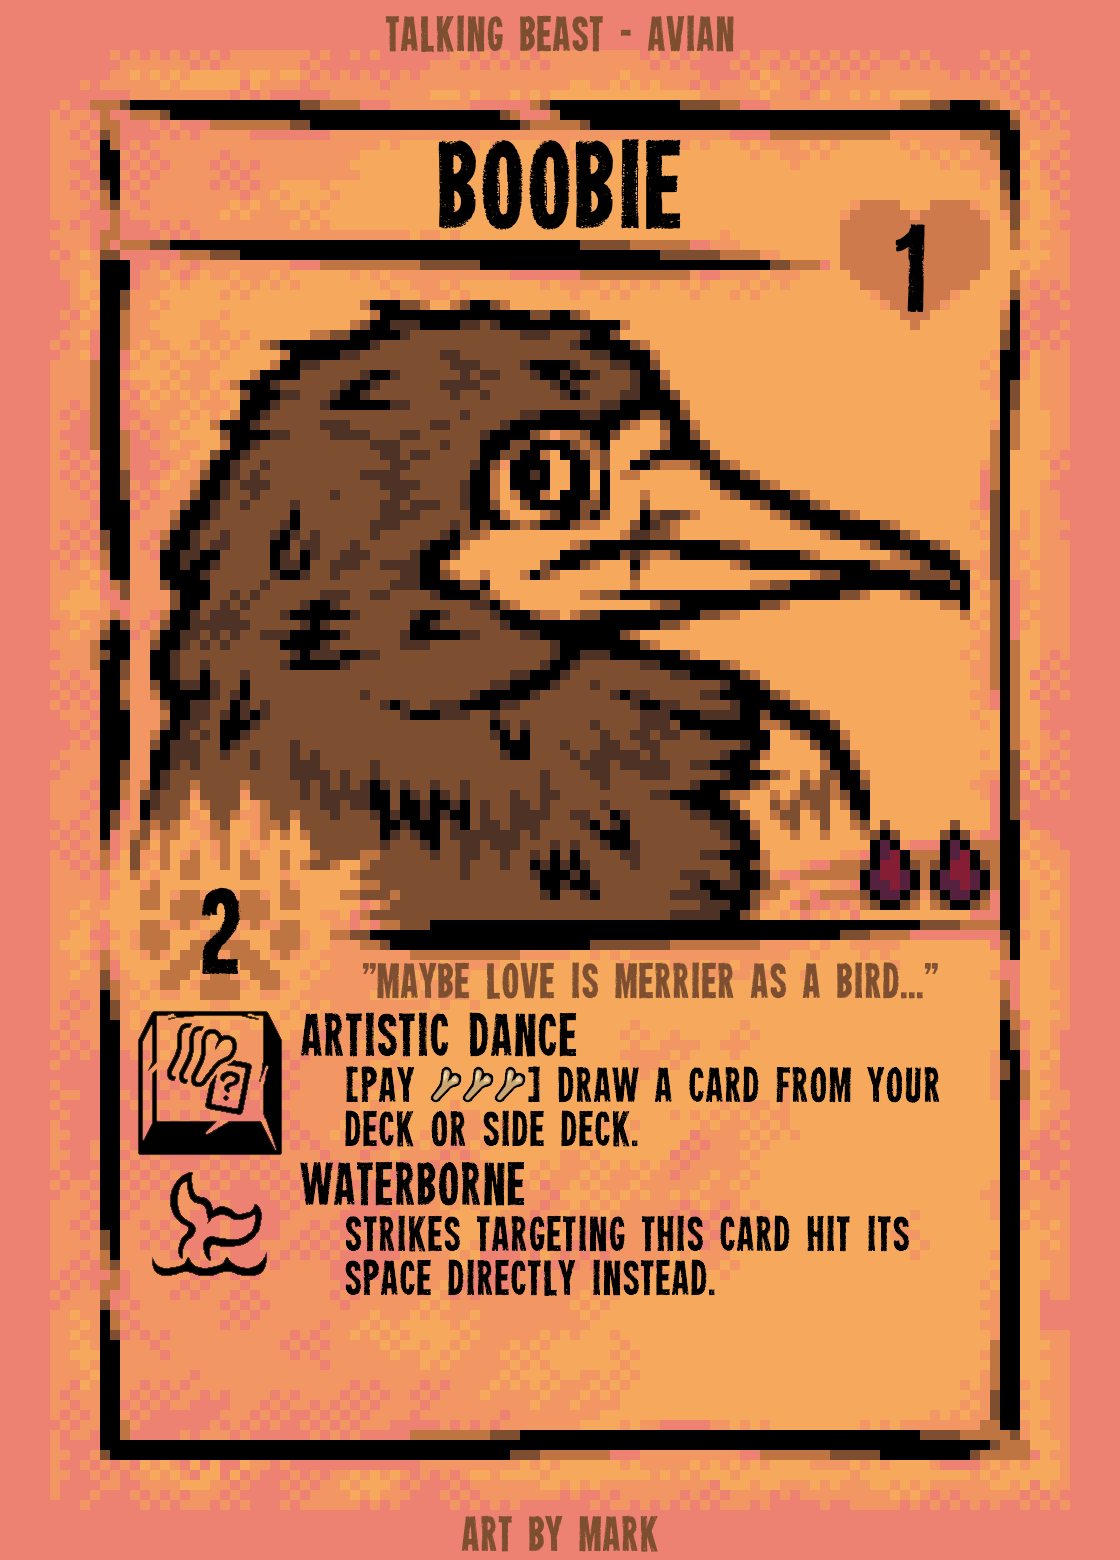 TALKING BEAST - AVIAN
BOOBIE
1
2
"MAYBE LOVE IS MERRIER AS A BIRD..."
ARTISTIC DANCE
?
[PAY 🦴🦴🦴] DRAW A CARD FROM YOUR
DECK OR SIDE DECK.
WATERBORNE
STRIKES TARGETING THIS CARD HIT ITS
SPACE DIRECTLY INSTEAD.
ART BY MARK